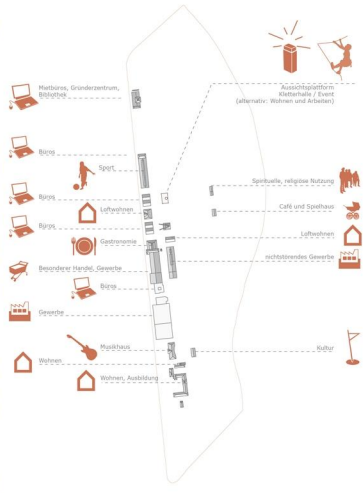 Mietbüros, Gründerzentrum,
Bibliothek
Büros
Sport
Büros
Loftwohnen
Büros
Gastronomie
Besonderer Handel, Gewerbe
Büros
Gewerbe
Musikhaus
Wohnen
Wohnen, Ausbildung
Aussichtsplattform
Kletterhalle / Event
(alternativ: Wohnen und Arbeiten)
Spirituelle, religiöse Nutzung
Café und Spielhaus
Loftwohnen
nichtstörendes Gewerbe
Kultur